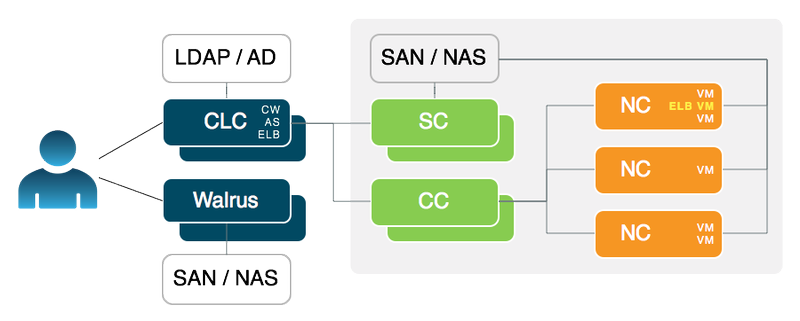 LDAP / AD
SAN / NAS
CLC
CW
AS
ELB
SC
NC
VM
ELB VM
VM
NC
VM
Walrus
CC
NC
VM
VM
SAN / NAS